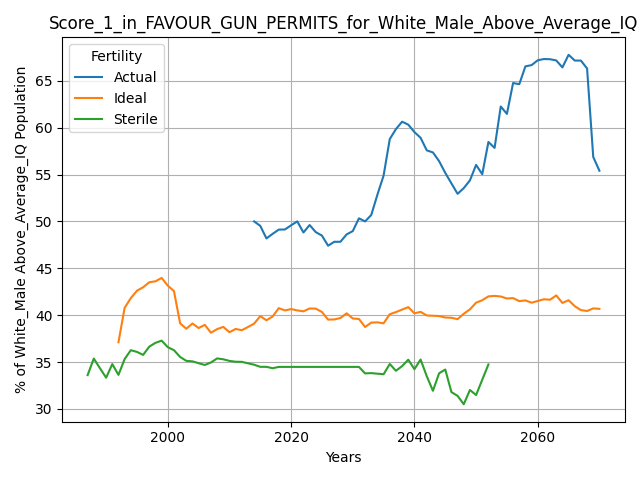 Score_1_in_FAVOUR_GUN_PERMITS_for_White_Male_Above_Average_IQ
Fertility
Actual
Ideal
Sterile
% of White_Male Above_Average_IQ Population
65
60
55
50
45
40
35
30
2000
2020
2040
2060
Years